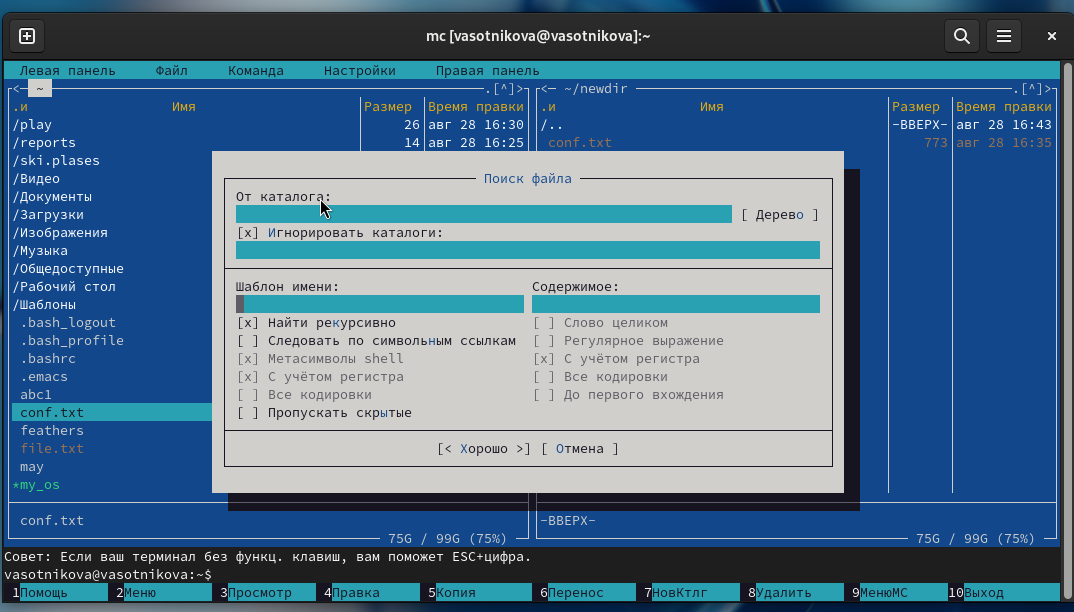 mc [vasotnikova@vasotnikova]:~
Левая панель Файл Команда Настройки Правая панель
<─ ~ .[^]>
.и Имя Размер Время правки
/play 26 авг 28 16:30
/reports 14 авг 28 16:25
/ski.plases
/Видео
/Документы
/Загрузки
/Изображения
/Музыка
/Общедоступные
/Рабочий стол
/Шаблоны
.bash_logout
.bash_profile
.bashrc
.emacs
abc1
conf.txt
feathers
file.txt
may
*my_os
conf.txt
75G / 99G (75%)
<─ ~/newdir .[^]>
.и Имя Размер Время правки
/.. -ВВЕРХ- авг 28 16:43
conf.txt 773 авг 28 16:35
-ВВЕРХ-
75G / 99G (75%)
Поиск файла
От каталога:
[ Дерево ]
[x] Игнорировать каталоги:
Шаблон имени: Содержимое:
[x] Найти рекурсивно [ ] Слово целиком
[ ] Следовать по символьным ссылкам [ ] Регулярное выражение
[x] Метасимволы shell [x] С учётом регистра
[x] С учётом регистра [ ] Все кодировки
[ ] Все кодировки [ ] До первого вхождения
[ ] Пропускать скрытые
[< Хорошо >] [ Отмена ]
Совет: Если ваш терминал без функц. клавиш, вам поможет ESC+цифра.
vasotnikova@vasotnikova:~$
1Помощь 2Меню 3Просмотр 4Правка 5Копия 6Перенос 7НовКтлг 8Удалить 9МенюМС 10Выход